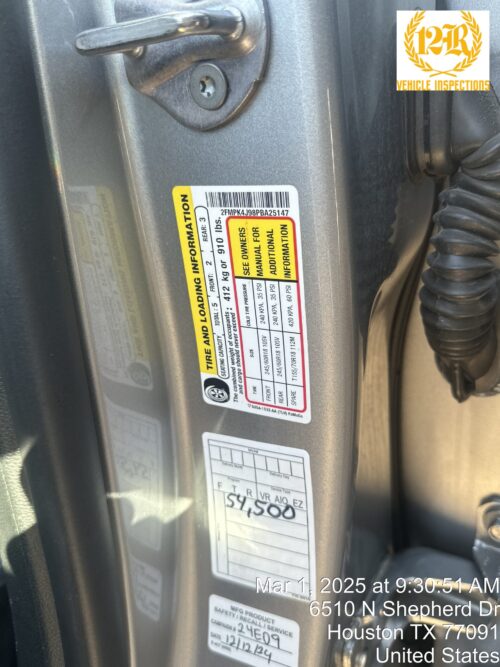 12R
VEHICLE INSPECTIONS
2FMPK4J98PBA25147
TIRE AND LOADING INFORMATION
SEATING CAPACITY TOTAL: 5 FRONT: 2 REAR: 3
The combined weight of occupants and cargo should never exceed: 412 kg or 910 lbs.
TIRE SIZE COLD TIRE PRESSURE
FRONT 245/60R18 105V 240 KPA, 35 PSI
REAR 245/60R18 105V 240 KPA, 35 PSI
SPARE T155/70R18 112M 420 KPA, 60 PSI
SEE OWNERS
MANUAL FOR
ADDITIONAL
INFORMATION
F T R VR AIO EZ
54,500
MFG PRODUCT
SAFETY / RECALL / SERVICE
CAMPAIGN # 24E09
DATE 12/12/24
Mar 1, 2025 at 9:30:51 AM
6510 N Shepherd Dr
Houston TX 77091
United States